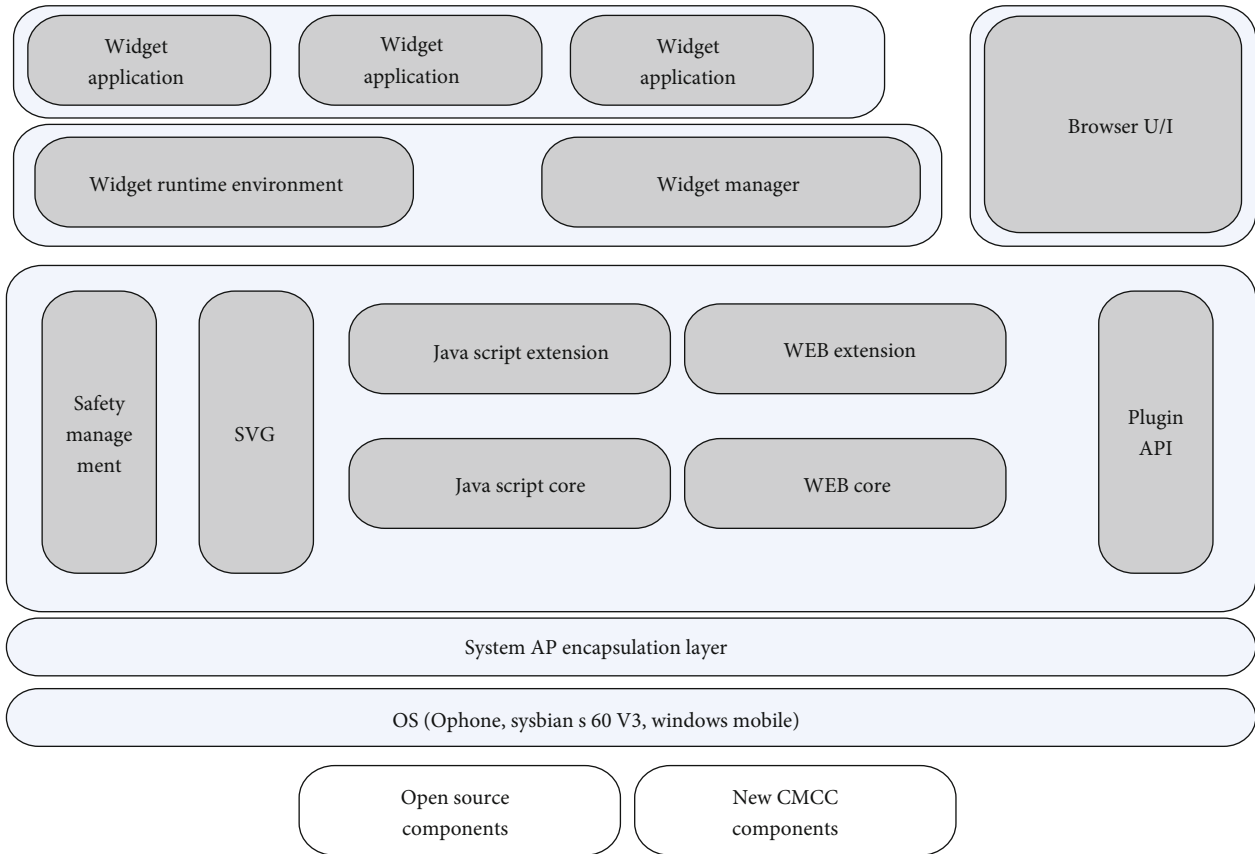 Widget
application
Widget
application
Widget
application
Browser U/I
Widget runtime environment
Widget manager
Safety
manage
ment
SVG
Java script extension
WEB extension
Java script core
WEB core
Plugin
API
System AP encapsulation layer
OS (Ophone, sysbian s 60 V3, windows mobile)
Open source
components
New CMCC
components